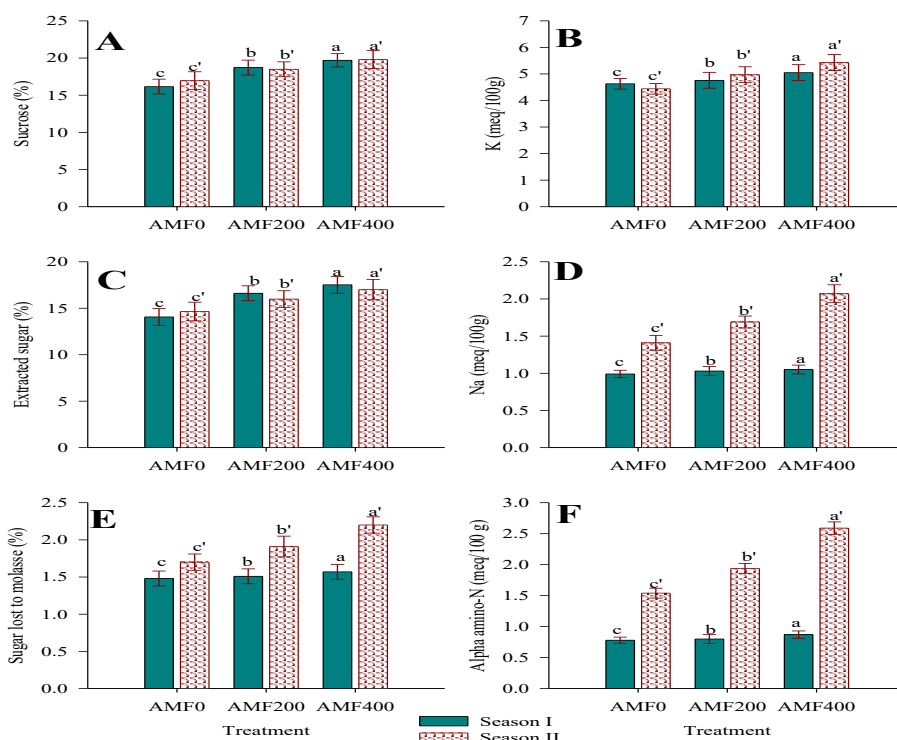 A
Sucrose (%)
25
20
15
10
5
0
c c' b b' a a'
AMF0 AMF200 AMF400
B
K (meq/100g)
7
6
5
4
3
2
1
0
c c' b b' a a'
AMF0 AMF200 AMF400
C
Extracted sugar (%)
20
15
10
5
0
c c' b b' a a'
AMF0 AMF200 AMF400
D
Na (meq/100g)
2.5
2.0
1.5
1.0
0.5
0.0
c c' b b' a a'
AMF0 AMF200 AMF400
E
Sugar lost to molasse (%)
2.5
2.0
1.5
1.0
0.5
0.0
c c' b b' a a'
AMF0 AMF200 AMF400
Treatment
F
Alpha amino-N (meq/100 g)
3.0
2.5
2.0
1.5
1.0
0.5
0.0
c c' b b' a a'
AMF0 AMF200 AMF400
Treatment
Season I
Season II